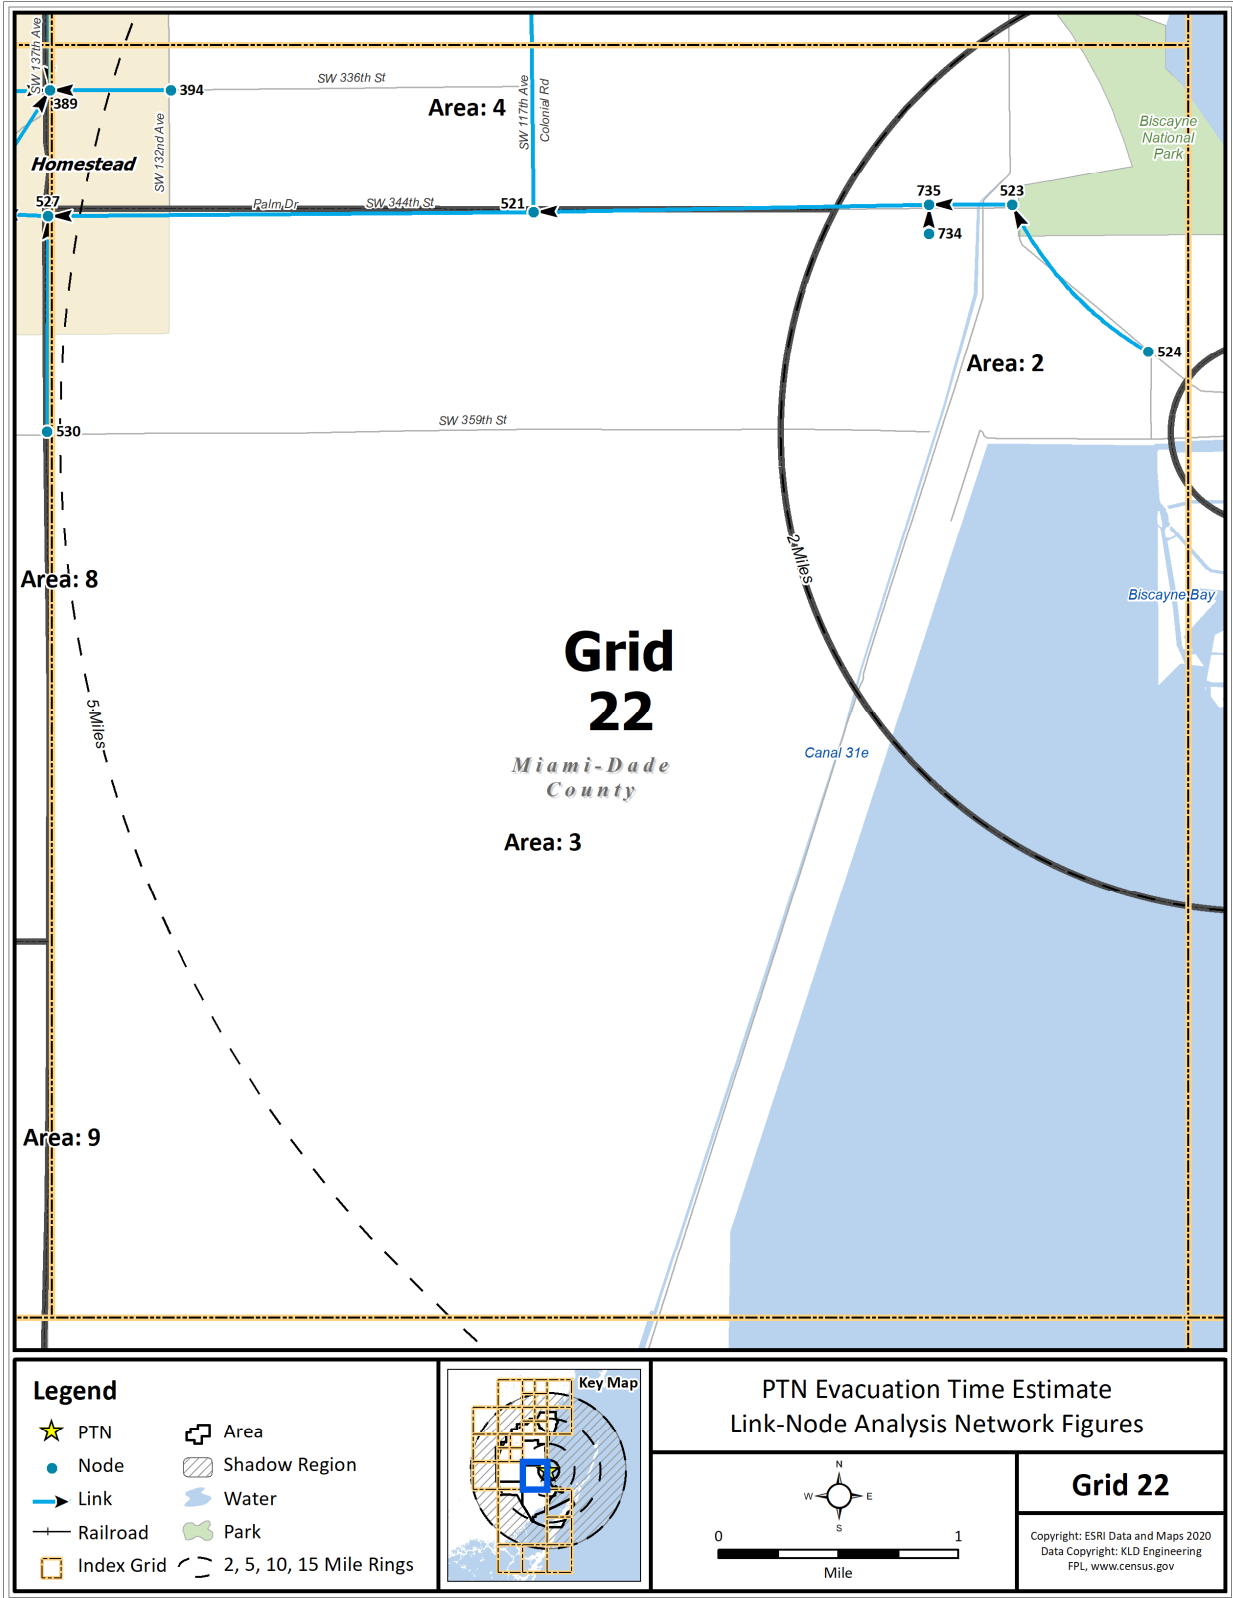 SW 137th Ave
389
394
SW 336th St
Area: 4
SW 132nd Ave
SW 117th Ave
Colonial Rd
Biscayne
National
Park
Homestead
527
Palm Dr
SW 344th St
521
735
523
734
524
Area: 2
530
SW 359th St
2 Miles
Area: 8
Biscayne Bay
Grid
22
5 Miles
Miami-Dade
County
Canal 31e
Area: 3
Area: 9
Legend
PTN
Node
Link
Railroad
Index Grid
Area
Shadow Region
Water
Park
2, 5, 10, 15 Mile Rings
Key Map
PTN Evacuation Time Estimate
Link-Node Analysis Network Figures
N
W
E
S
0
1
Mile
Grid 22
Copyright: ESRI Data and Maps 2020
Data Copyright: KLD Engineering
FPL, www.census.gov